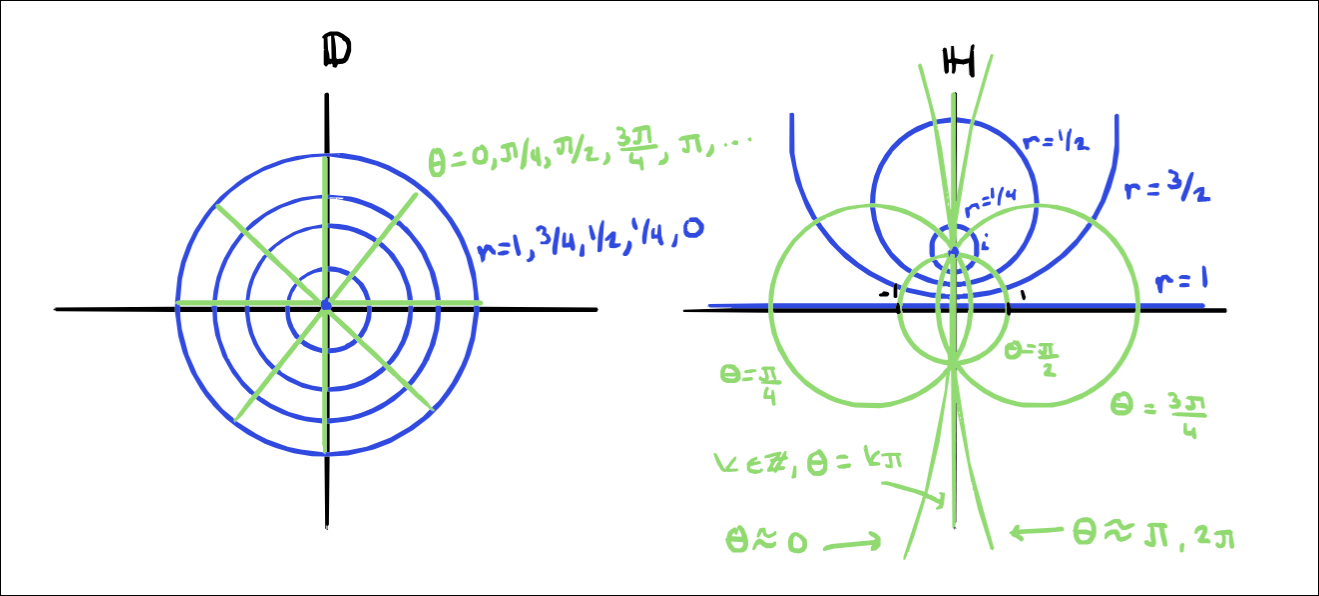 𝔻
θ=0, π/4, π/2, 3π/4, π, ...
r=1, 3/4, 1/2, 1/4, 0
ℍ
r=1/2
r=1/4
r=3/2
i
r=1
-1
1
θ=π/2
θ=π/4
θ=3π/4
k∈ℤ, θ=kπ
θ≈0
θ≈π, 2π